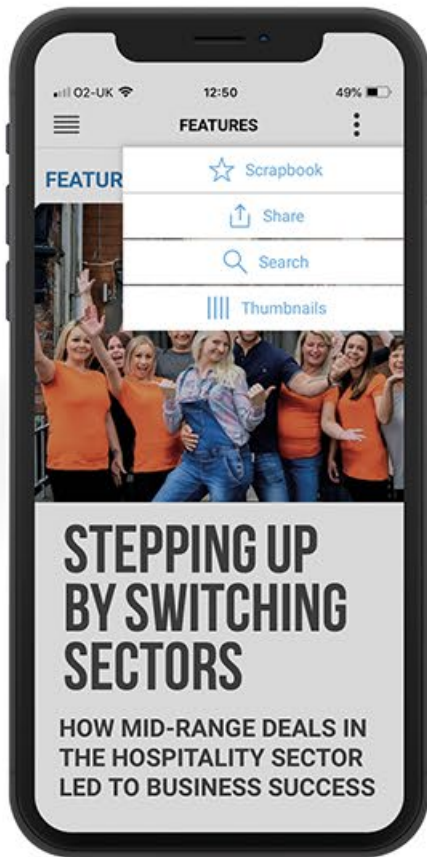 O2-UK 12:50 49%
FEATURES
FEATUR
Scrapbook
Share
Search
Thumbnails
STEPPING UP
BY SWITCHING
SECTORS
HOW MID-RANGE DEALS IN
THE HOSPITALITY SECTOR
LED TO BUSINESS SUCCESS